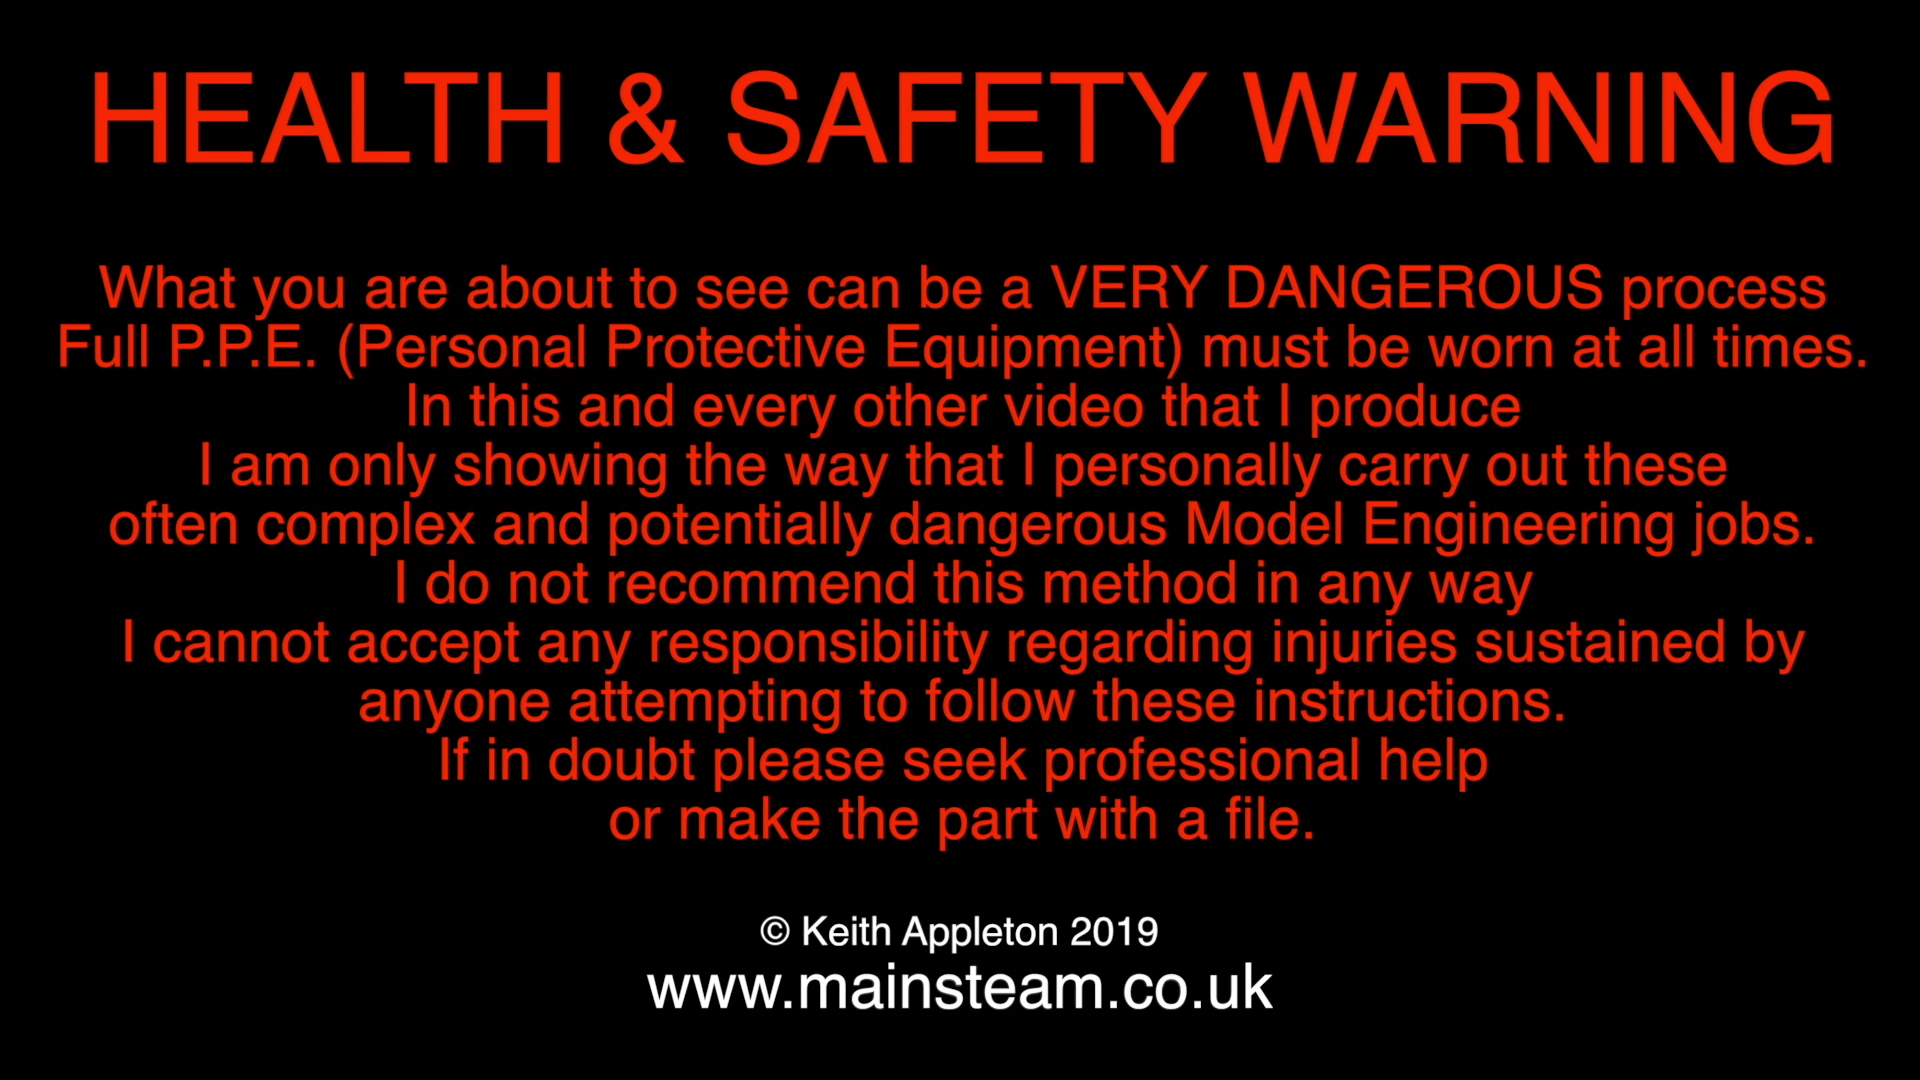 HEALTH & SAFETY WARNING
What you are about to see can be a VERY DANGEROUS process
Full P.P.E. (Personal Protective Equipment) must be worn at all times.
In this and every other video that I produce
I am only showing the way that I personally carry out these
often complex and potentially dangerous Model Engineering jobs.
I do not recommend this method in any way
I cannot accept any responsibility regarding injuries sustained by
anyone attempting to follow these instructions.
If in doubt please seek professional help
or make the part with a file.
© Keith Appleton 2019
www.mainsteam.co.uk